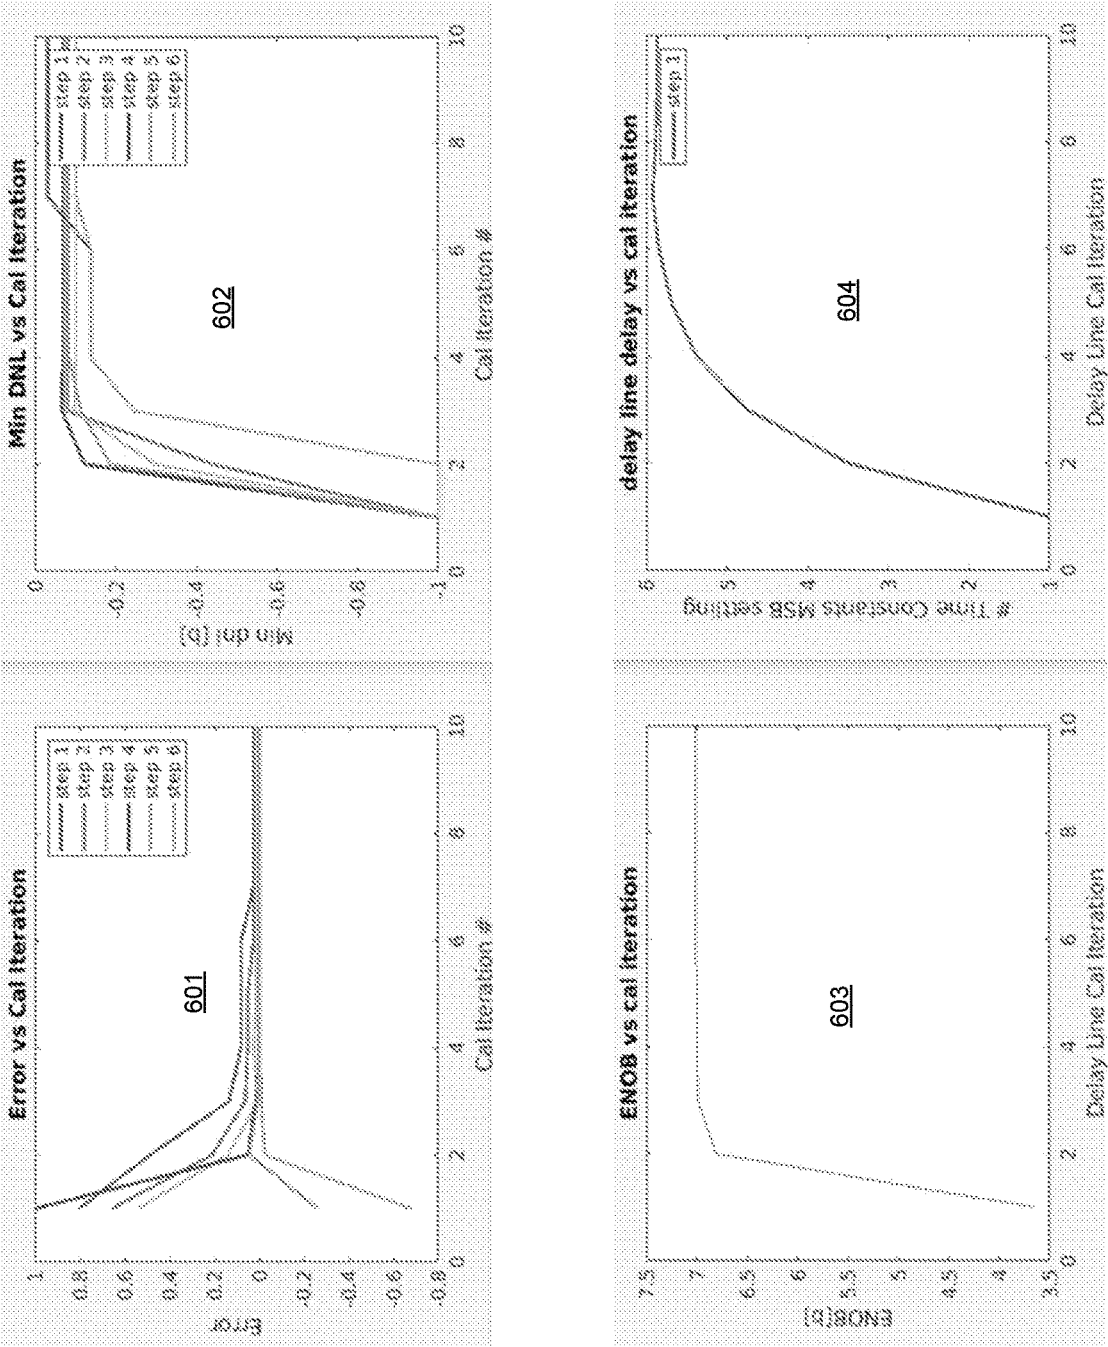 Error vs Cal Iteration
1
0.8
0.6
0.4
0.2
0
-0.2
-0.4
-0.6
-0.8
Error
0
2
4
6
8
10
Cal Iteration #
step 1
step 2
step 3
step 4
step 5
step 6
601
Min DNL vs Cal Iteration
0
-0.2
-0.4
-0.6
-0.8
-1
Min dnl [b]
0
2
4
6
8
10
Cal Iteration #
step 1
step 2
step 3
step 4
step 5
step 6
602
ENOB vs cal iteration
7.5
7
6.5
6
5.5
5
4.5
4
3.5
ENOB[b]
0
2
4
6
8
10
Delay Line Cal Iteration
603
delay line delay vs cal iteration
6
5
4
3
2
1
# Time Constants MSB settling
0
2
4
6
8
10
Delay Line Cal Iteration
step 1
604